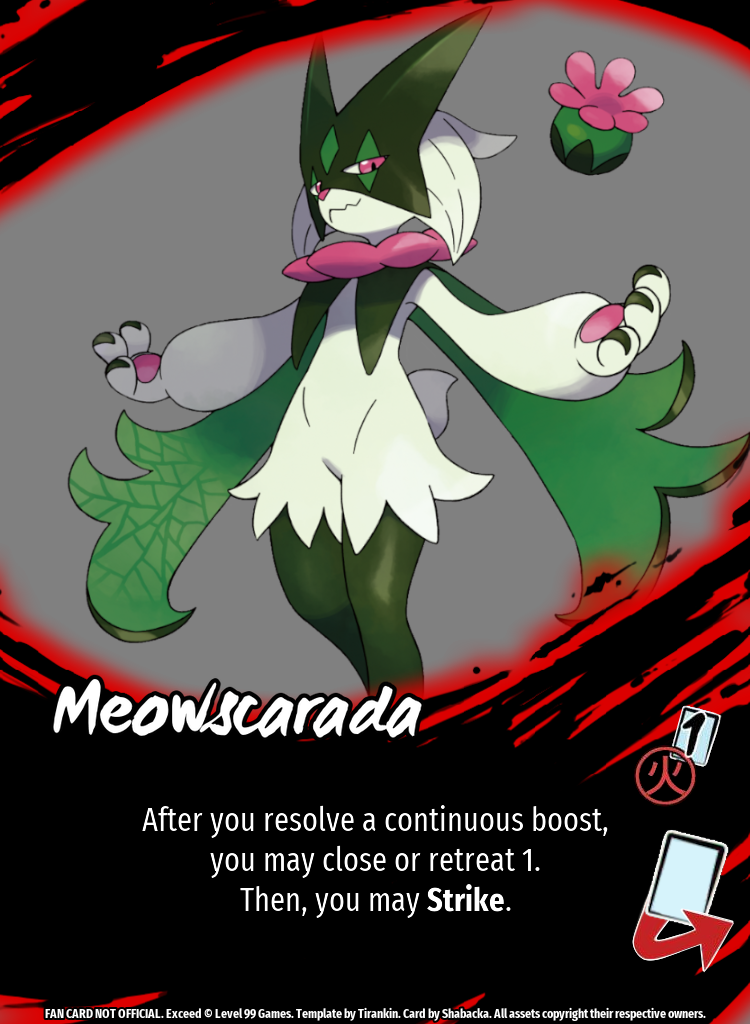 Meowscarada
1
火
After you resolve a continuous boost,
you may close or retreat 1.
Then, you may Strike.
FAN CARD NOT OFFICIAL. Exceed © Level 99 Games. Template by Tirankin. Card by Shabacka. All assets copyright their respective owners.